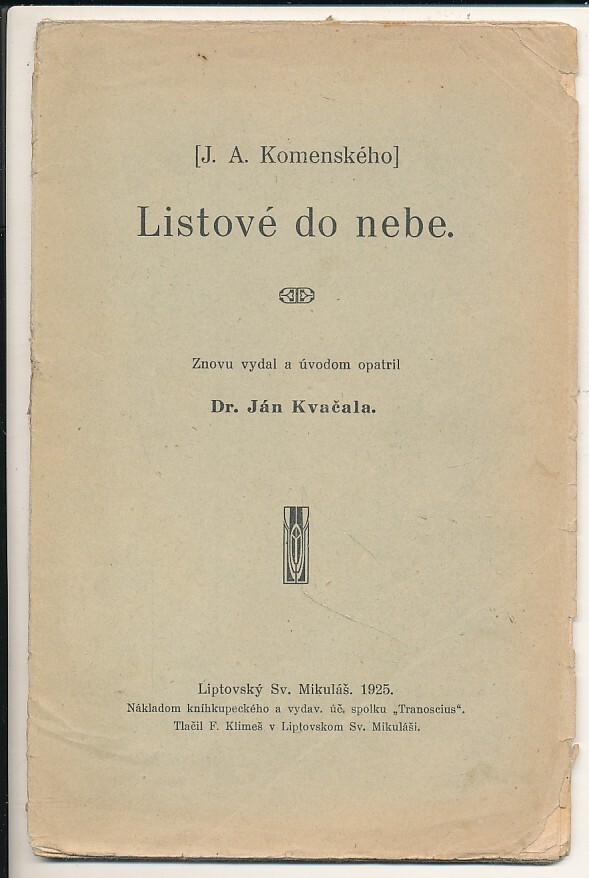 [J. A. Komenského]
Listové do nebe.
Znovu vydal a úvodom opatril
Dr. Ján Kvačala.
Liptovský Sv. Mikuláš. 1925.
Nákladom kníhkupeckého a vydav. úč. spolku „Tranoscius“.
Tlačil F. Klimeš v Liptovskom Sv. Mikuláši.